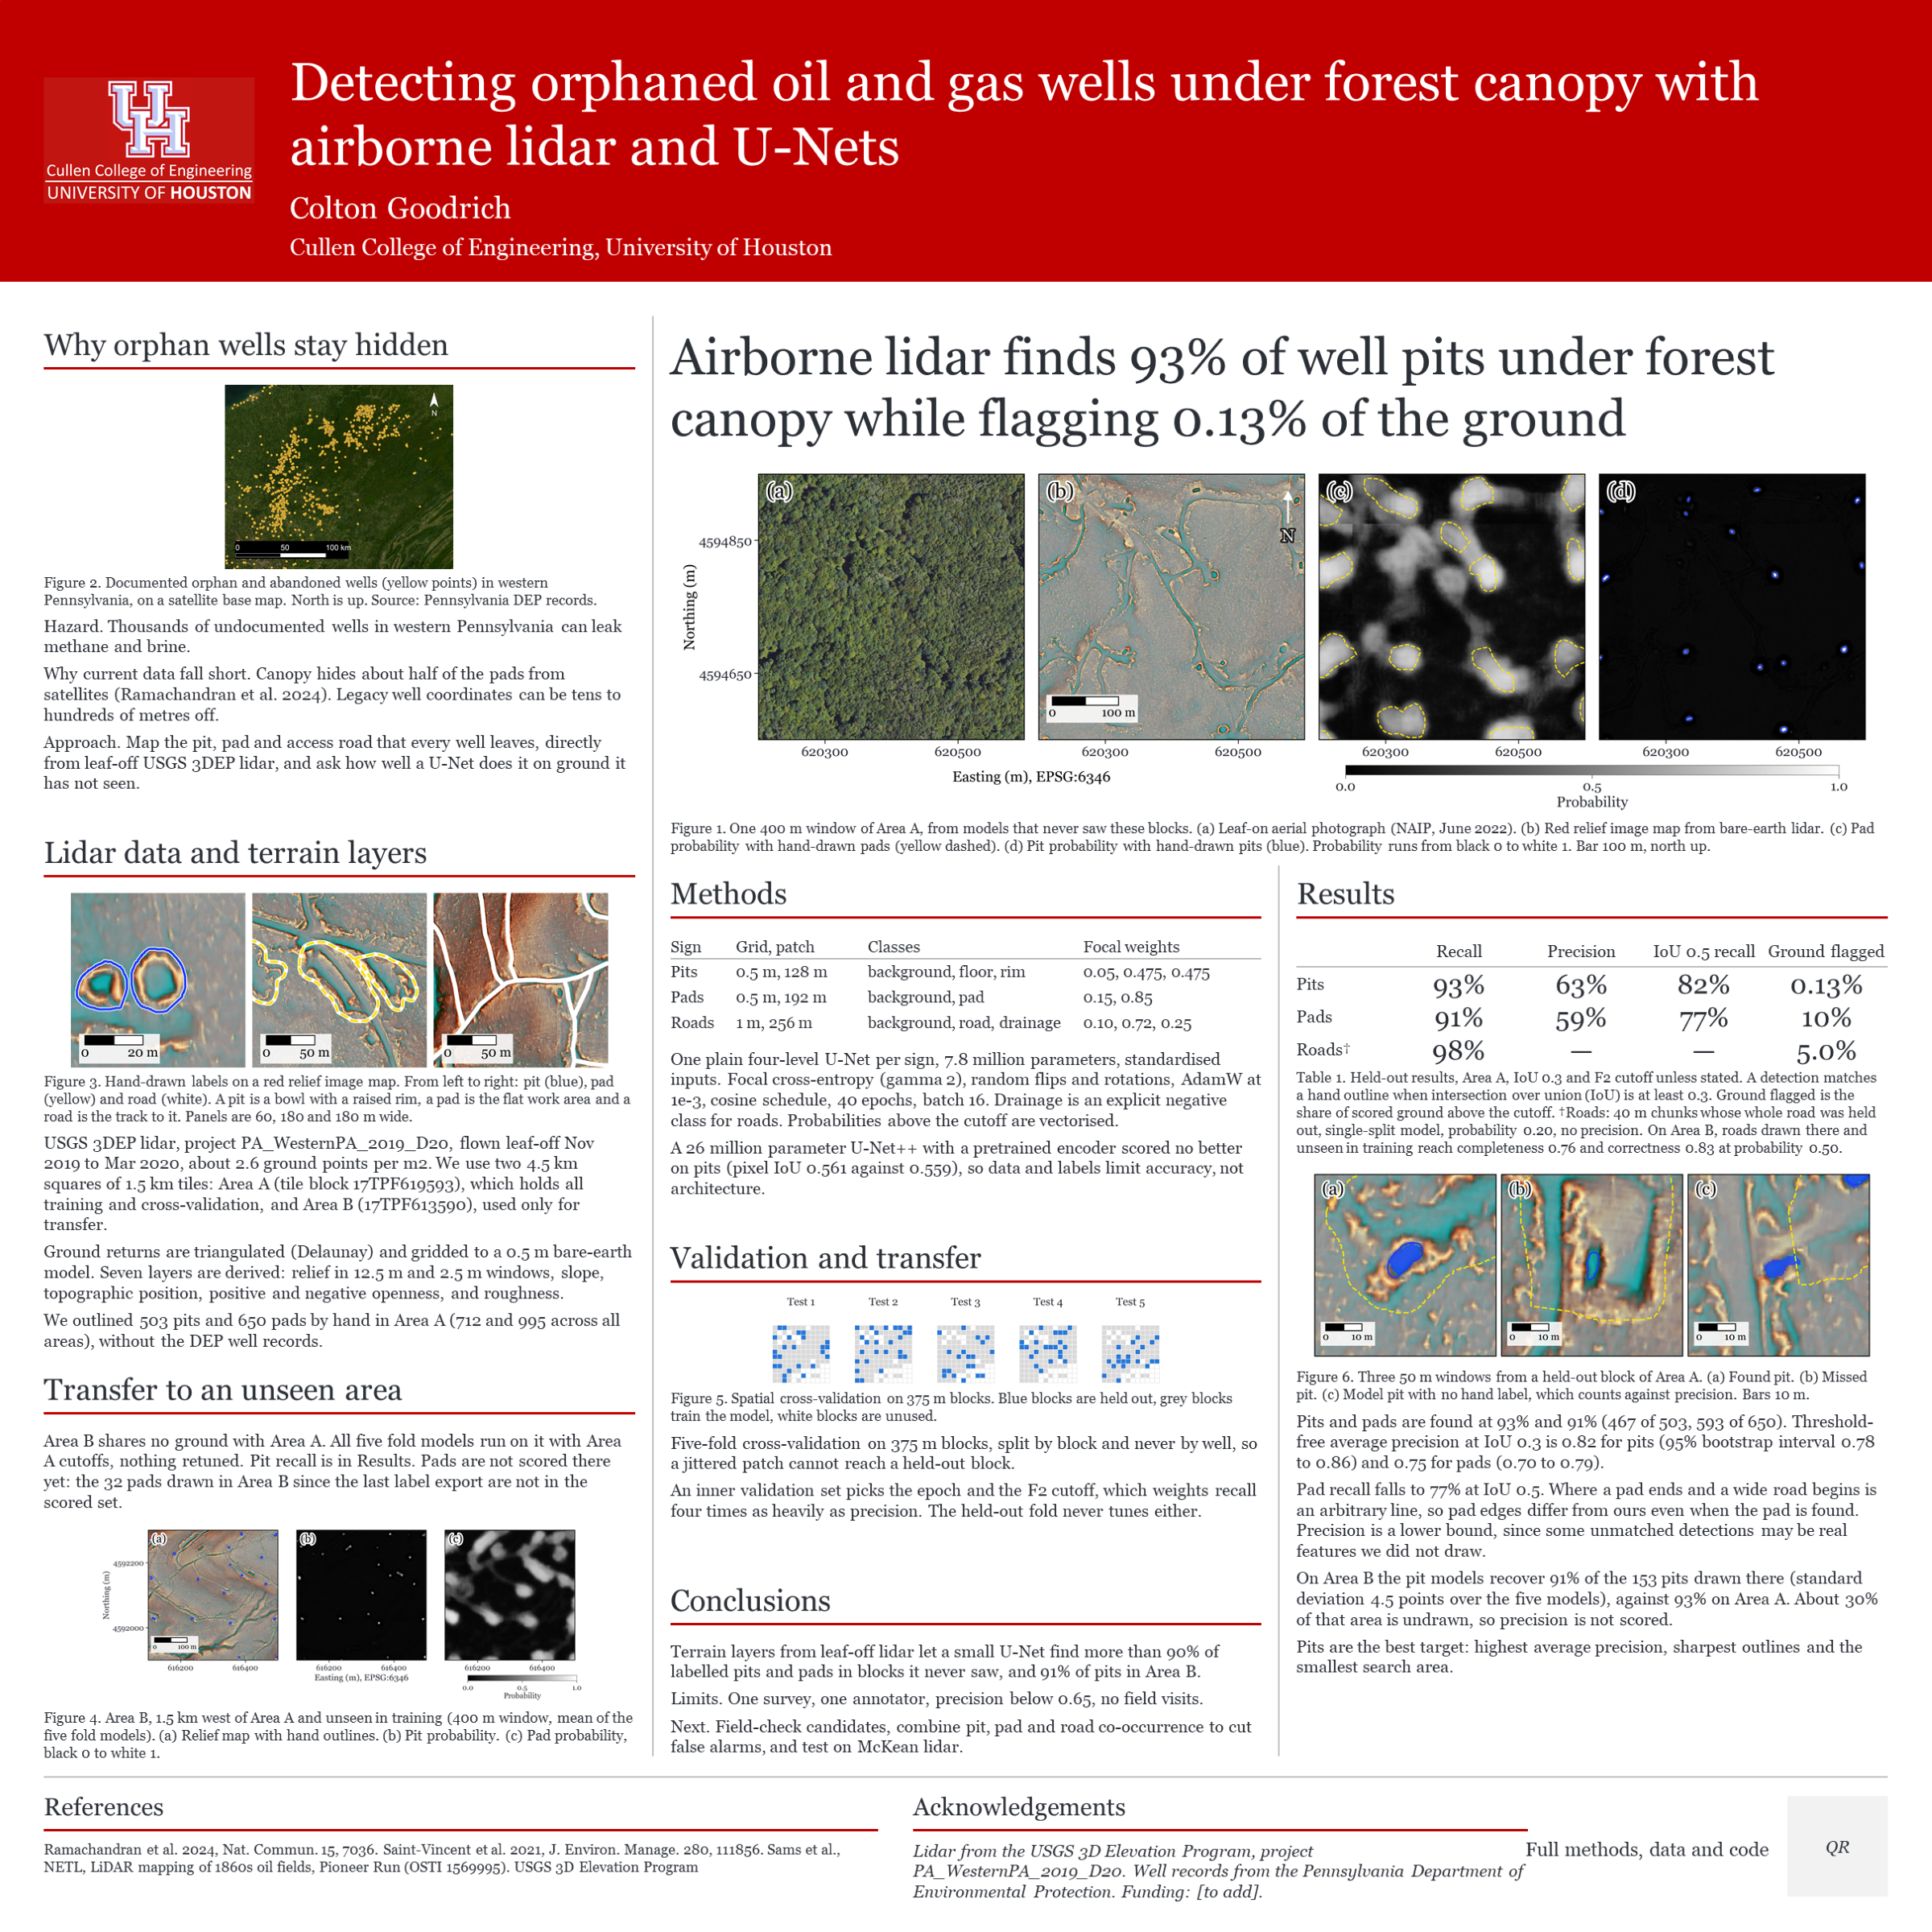 Cullen College of Engineering
UNIVERSITY OF HOUSTON
Detecting orphaned oil and gas wells under forest canopy with
airborne lidar and U-Nets
Colton Goodrich
Cullen College of Engineering, University of Houston
Why orphan wells stay hidden
N
0 50 100 km
Figure 2. Documented orphan and abandoned wells (yellow points) in western
Pennsylvania, on a satellite base map. North is up. Source: Pennsylvania DEP records.
Hazard. Thousands of undocumented wells in western Pennsylvania can leak
methane and brine.
Why current data fall short. Canopy hides about half of the pads from
satellites (Ramachandran et al. 2024). Legacy well coordinates can be tens to
hundreds of metres off.
Approach. Map the pit, pad and access road that every well leaves, directly
from leaf-off USGS 3DEP lidar, and ask how well a U-Net does it on ground it
has not seen.
Lidar data and terrain layers
0 20 m
0 50 m
0 50 m
Figure 3. Hand-drawn labels on a red relief image map. From left to right: pit (blue), pad
(yellow) and road (white). A pit is a bowl with a raised rim, a pad is the flat work area and a
road is the track to it. Panels are 60, 180 and 180 m wide.
USGS 3DEP lidar, project PA_WesternPA_2019_D20, flown leaf-off Nov
2019 to Mar 2020, about 2.6 ground points per m2. We use two 4.5 km
squares of 1.5 km tiles: Area A (tile block 17TPF619593), which holds all
training and cross-validation, and Area B (17TPF613590), used only for
transfer.
Ground returns are triangulated (Delaunay) and gridded to a 0.5 m bare-earth
model. Seven layers are derived: relief in 12.5 m and 2.5 m windows, slope,
topographic position, positive and negative openness, and roughness.
We outlined 503 pits and 650 pads by hand in Area A (712 and 995 across all
areas), without the DEP well records.
Transfer to an unseen area
Area B shares no ground with Area A. All five fold models run on it with Area
A cutoffs, nothing retuned. Pit recall is in Results. Pads are not scored there
yet: the 32 pads drawn in Area B since the last label export are not in the
scored set.
(a) (b) (c)
4592200
4592000
Northing (m)
0 100 m
616200 616400 616200 616400 616200 616400
Easting (m), EPSG:6346
0.0 0.5 1.0
Probability
Figure 4. Area B, 1.5 km west of Area A and unseen in training (400 m window, mean of the
five fold models). (a) Relief map with hand outlines. (b) Pit probability. (c) Pad probability,
black 0 to white 1.
Airborne lidar finds 93% of well pits under forest
canopy while flagging 0.13% of the ground
(a) (b) (c) (d)
N
4594850
4594650
Northing (m)
0 100 m
620300 620500 620300 620500 620300 620500 620300 620500
Easting (m), EPSG:6346
0.0 0.5 1.0
Probability
Figure 1. One 400 m window of Area A, from models that never saw these blocks. (a) Leaf-on aerial photograph (NAIP, June 2022). (b) Red relief image map from bare-earth lidar. (c) Pad
probability with hand-drawn pads (yellow dashed). (d) Pit probability with hand-drawn pits (blue). Probability runs from black 0 to white 1. Bar 100 m, north up.
Methods
Sign Grid, patch Classes Focal weights
Pits 0.5 m, 128 m background, floor, rim 0.05, 0.475, 0.475
Pads 0.5 m, 192 m background, pad 0.15, 0.85
Roads 1 m, 256 m background, road, drainage 0.10, 0.72, 0.25
One plain four-level U-Net per sign, 7.8 million parameters, standardised
inputs. Focal cross-entropy (gamma 2), random flips and rotations, AdamW at
1e-3, cosine schedule, 40 epochs, batch 16. Drainage is an explicit negative
class for roads. Probabilities above the cutoff are vectorised.
A 26 million parameter U-Net++ with a pretrained encoder scored no better
on pits (pixel IoU 0.561 against 0.559), so data and labels limit accuracy, not
architecture.
Validation and transfer
Test 1 Test 2 Test 3 Test 4 Test 5
Figure 5. Spatial cross-validation on 375 m blocks. Blue blocks are held out, grey blocks
train the model, white blocks are unused.
Five-fold cross-validation on 375 m blocks, split by block and never by well, so
a jittered patch cannot reach a held-out block.
An inner validation set picks the epoch and the F2 cutoff, which weights recall
four times as heavily as precision. The held-out fold never tunes either.
Conclusions
Terrain layers from leaf-off lidar let a small U-Net find more than 90% of
labelled pits and pads in blocks it never saw, and 91% of pits in Area B.
Limits. One survey, one annotator, precision below 0.65, no field visits.
Next. Field-check candidates, combine pit, pad and road co-occurrence to cut
false alarms, and test on McKean lidar.
Results
Recall Precision IoU 0.5 recall Ground flagged
Pits 93% 63% 82% 0.13%
Pads 91% 59% 77% 10%
Roads† 98% — — 5.0%
Table 1. Held-out results, Area A, IoU 0.3 and F2 cutoff unless stated. A detection matches
a hand outline when intersection over union (IoU) is at least 0.3. Ground flagged is the
share of scored ground above the cutoff. †Roads: 40 m chunks whose whole road was held
out, single-split model, probability 0.20, no precision. On Area B, roads drawn there and
unseen in training reach completeness 0.76 and correctness 0.83 at probability 0.50.
(a) (b) (c)
0 10 m
0 10 m
0 10 m
Figure 6. Three 50 m windows from a held-out block of Area A. (a) Found pit. (b) Missed
pit. (c) Model pit with no hand label, which counts against precision. Bars 10 m.
Pits and pads are found at 93% and 91% (467 of 503, 593 of 650). Threshold-
free average precision at IoU 0.3 is 0.82 for pits (95% bootstrap interval 0.78
to 0.86) and 0.75 for pads (0.70 to 0.79).
Pad recall falls to 77% at IoU 0.5. Where a pad ends and a wide road begins is
an arbitrary line, so pad edges differ from ours even when the pad is found.
Precision is a lower bound, since some unmatched detections may be real
features we did not draw.
On Area B the pit models recover 91% of the 153 pits drawn there (standard
deviation 4.5 points over the five models), against 93% on Area A. About 30%
of that area is undrawn, so precision is not scored.
Pits are the best target: highest average precision, sharpest outlines and the
smallest search area.
References
Ramachandran et al. 2024, Nat. Commun. 15, 7036. Saint-Vincent et al. 2021, J. Environ. Manage. 280, 111856. Sams et al.,
NETL, LiDAR mapping of 1860s oil fields, Pioneer Run (OSTI 1569995). USGS 3D Elevation Program
Acknowledgements
Lidar from the USGS 3D Elevation Program, project
PA_WesternPA_2019_D20. Well records from the Pennsylvania Department of
Environmental Protection. Funding: [to add].
Full methods, data and code
QR